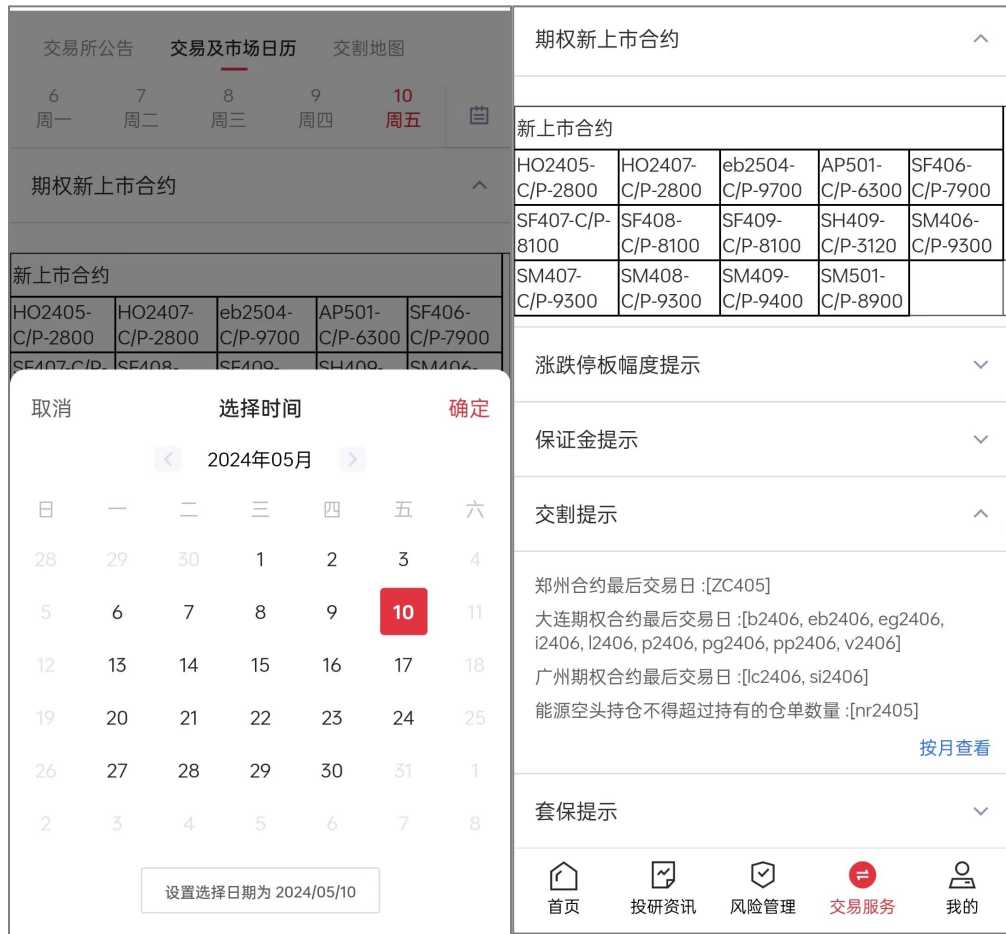 交易所公告 交易及市场日历 交割地图
6 7 8 9 10
周一 周二 周三 周四 周五
期权新上市合约
新上市合约
HO2405- HO2407- eb2504- AP501- SF406-
C/P-2800 C/P-2800 C/P-9700 C/P-6300 C/P-7900
SF407-C/P- SF408- SF409- SH409- SM406-
取消 选择时间 确定
2024年05月
日 一 二 三 四 五 六
28 29 30 1 2 3 4
5 6 7 8 9 10 11
12 13 14 15 16 17 18
19 20 21 22 23 24 25
26 27 28 29 30 31 1
2 3 4 5 6 7 8
设置选择日期为 2024/05/10
期权新上市合约
新上市合约
HO2405- HO2407- eb2504- AP501- SF406-
C/P-2800 C/P-2800 C/P-9700 C/P-6300 C/P-7900
SF407-C/P- SF408- SF409- SH409- SM406-
8100 C/P-8100 C/P-8100 C/P-3120 C/P-9300
SM407- SM408- SM409- SM501-
C/P-9300 C/P-9300 C/P-9400 C/P-8900
涨跌停板幅度提示
保证金提示
交割提示
郑州合约最后交易日 :[ZC405]
大连期权合约最后交易日 :[b2406, eb2406, eg2406,
i2406, l2406, p2406, pg2406, pp2406, v2406]
广州期权合约最后交易日 :[lc2406, si2406]
能源空头持仓不得超过持有的仓单数量 :[nr2405]
按月查看
套保提示
首页 投研资讯 风险管理 交易服务 我的